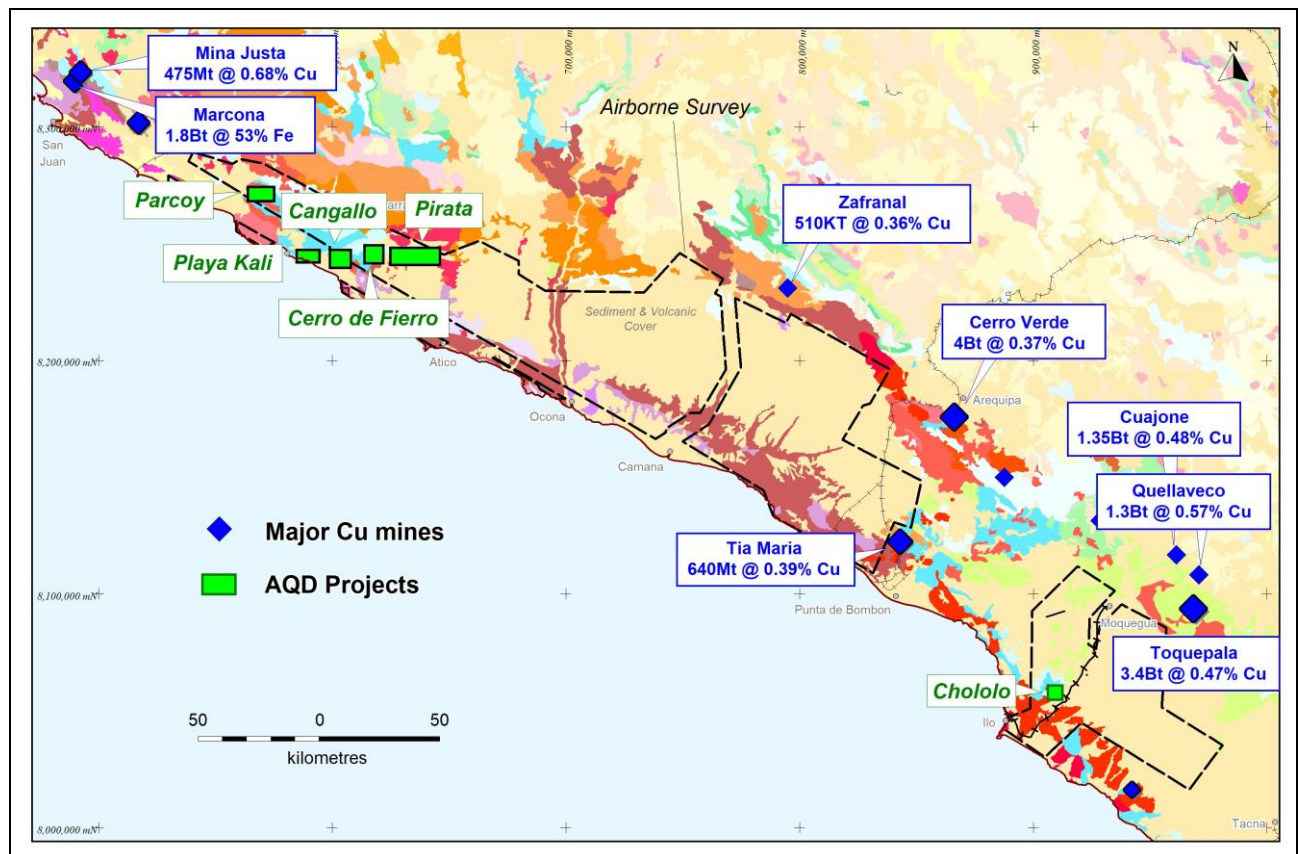 Mina Justa
475Mt @ 0.68% Cu
Marcona
1.8Bt @ 53% Fe
700,000 mE
800,000 mE
900,000 mE
N
Airborne Survey
8,300,000 mN
San
Juan
Parcoy
Cangallo
Pirata
Zafranal
510KT @ 0.36% Cu
Playa Kali
Cerro de Fierro
Sediment & Volcanic
Cover
Cerro Verde
4Bt @ 0.37% Cu
8,200,000 mN
Atico
Ocona
Arequipa
Cuajone
1.35Bt @ 0.48% Cu
Camana
Quellaveco
1.3Bt @ 0.57% Cu
Major Cu mines
Tia Maria
640Mt @ 0.39% Cu
AQD Projects
8,100,000 mN
Punta de Bombon
Moquegua
Toquepala
3.4Bt @ 0.47% Cu
Chololo
50 0 50
kilometres
Ilo
8,000,000 mN
Tacna